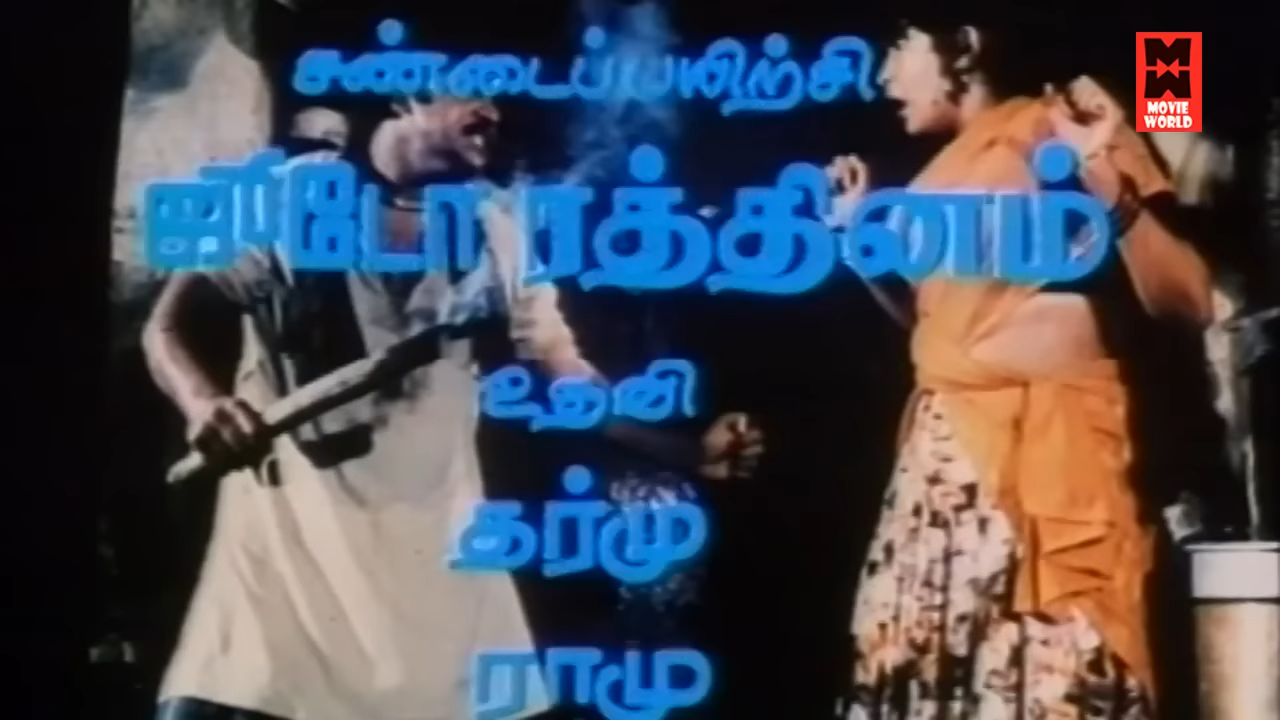 சண்டைப்பயிற்சி
ஜூடோ ரத்தினம்
உதவி
தர்மு
ராமு
MOVIE
WORLD